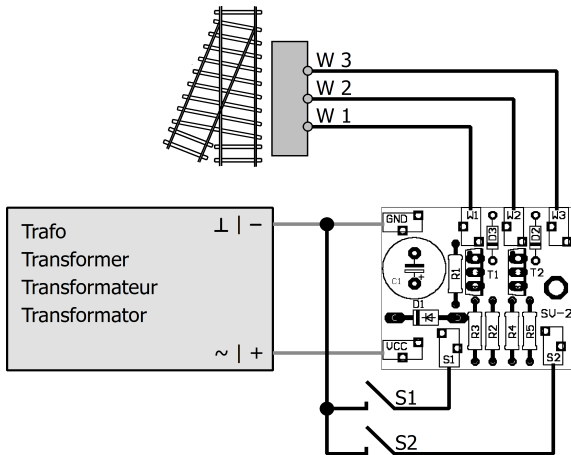 W 3
W 2
W 1
Trafo
Transformer
Transformateur
Transformator
⊥ | −
~ | +
GND
W1
W2
W3
D3
D2
C1
+
R1
T1
T2
D1
SV-2
R3
R2
R4
R5
VCC
S1
S2
S1
S2